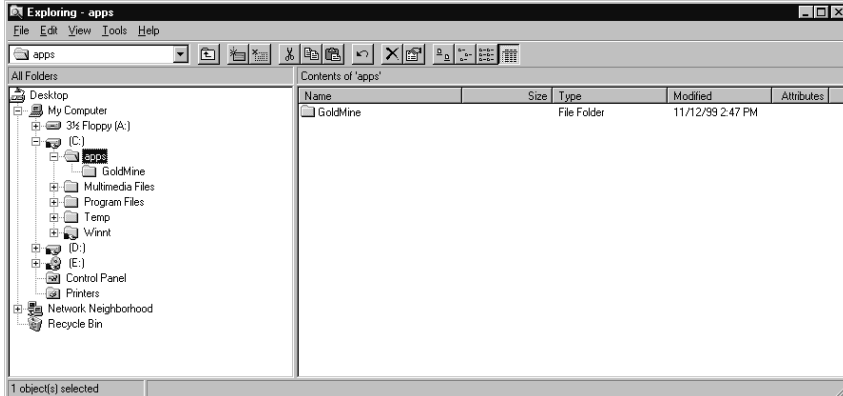 Exploring - apps
File Edit View Tools Help
apps
All Folders
Contents of 'apps'
Desktop
My Computer
3½ Floppy (A:)
(C:)
apps
GoldMine
Multimedia Files
Program Files
Temp
Winnt
(D:)
(E:)
Control Panel
Printers
Network Neighborhood
Recycle Bin
Name Size Type Modified Attributes
GoldMine File Folder 11/12/99 2:47 PM
1 object(s) selected